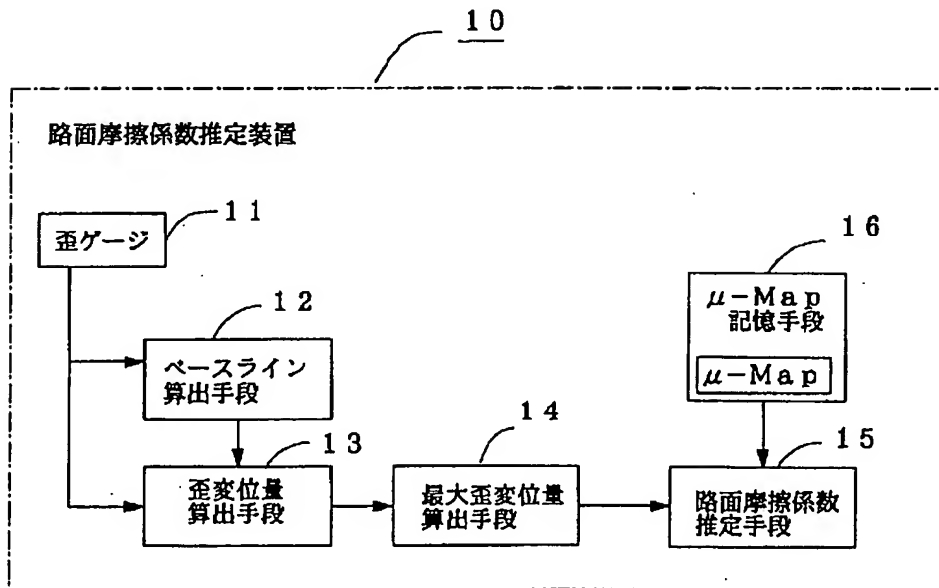 １０
路面摩擦係数推定装置
１１
歪ゲージ
１６
μ－Ｍａｐ
記憶手段
μ－Ｍａｐ
１２
ベースライン
算出手段
１３
歪変位量
算出手段
１４
最大歪変位量
算出手段
１５
路面摩擦係数
推定手段